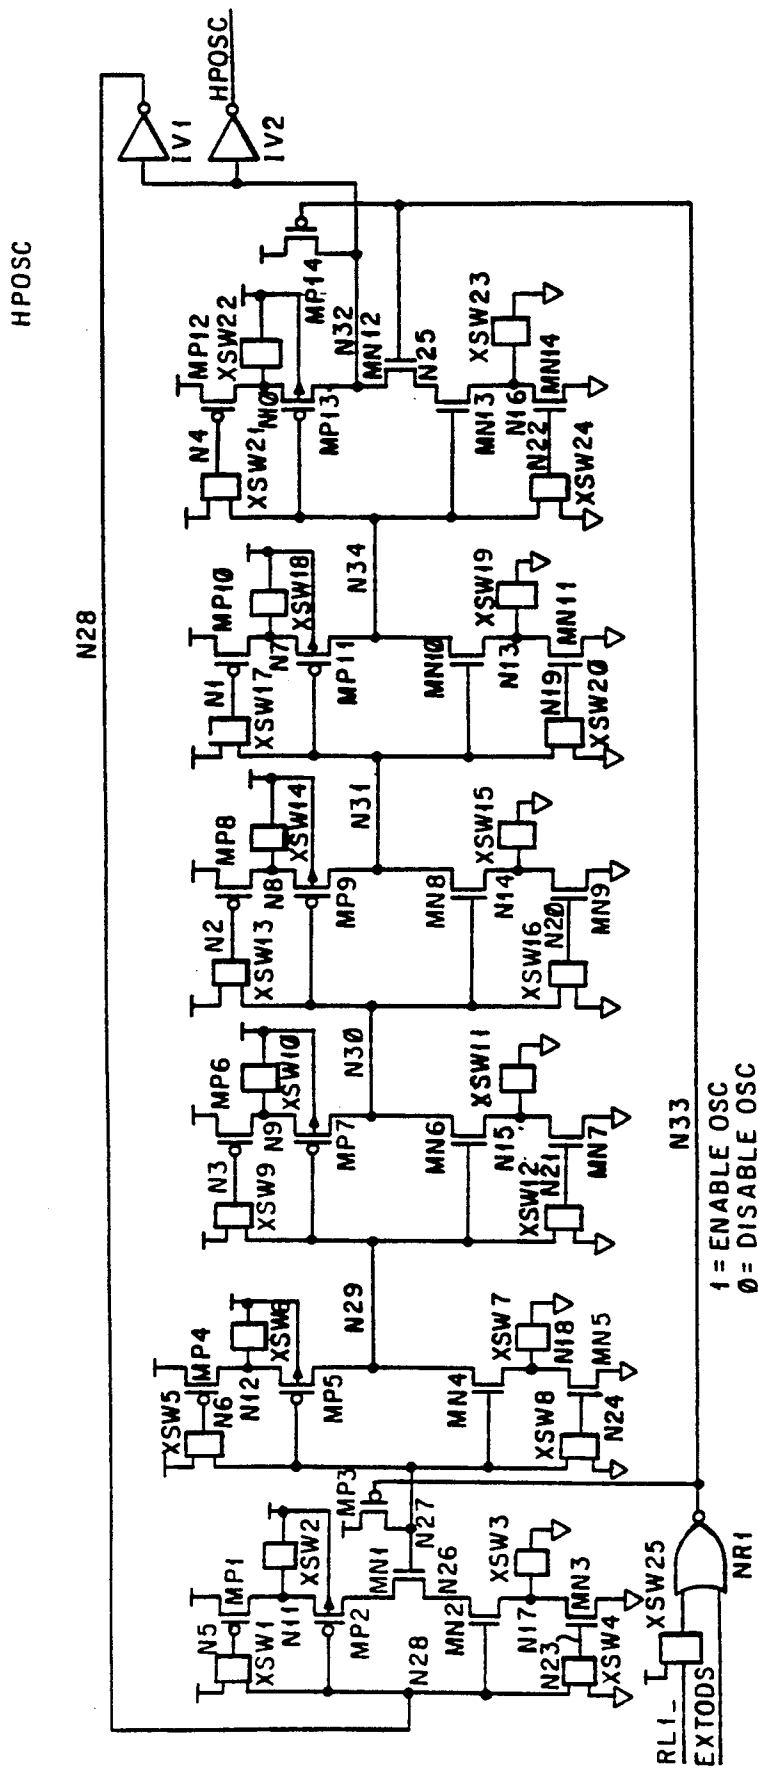 HPOSC
N28
IV1
IV2
HPOSC
N5
XSW1
MP1
N11
XSW2
MP2
MN1
N28
MN2
N26
XSW3
N17
N23
MN3
XSW4
MP3
N27
XSW5
N6
MP4
N12
XSW6
MP5
N29
MN4
XSW7
N18
XSW8
N24
MN5
N3
XSW9
MP6
N9
XSW10
MP7
N30
MN6
XSW11
N15
XSW12
N21
MN7
N2
XSW13
MP8
N8
XSW14
MP9
N31
MN8
XSW15
N14
XSW16
N20
MN9
N1
XSW17
MP10
N7
XSW18
MP11
N34
MN10
XSW19
N13
N19
MN11
XSW20
N4
XSW21
MP12
XSW22
N10
MP13
MP14
N32
MN12
N25
MN13
XSW23
N16
N22
MN14
XSW24
N33
1=ENABLE OSC
0=DISABLE OSC
RL1_
EXTODS
XSW25
NR1